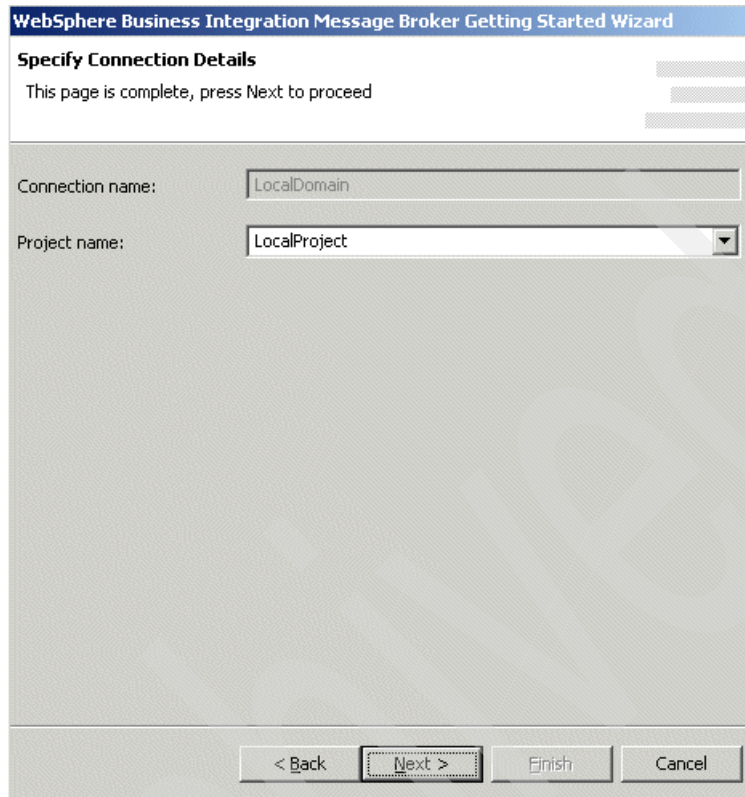 WebSphere Business Integration Message Broker Getting Started Wizard
Specify Connection Details
This page is complete, press Next to proceed
Connection name: LocalDomain
Project name: LocalProject
< Back Next > Finish Cancel